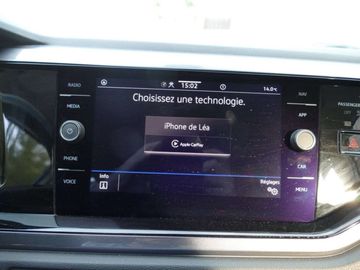 RADIO
MEDIA
PHONE
VOICE
15:02
14.0°C
Choisissez une technologie.
iPhone de Léa
Apple CarPlay
Info
Réglages
NAV
APP
CAR
MENU
PASSENGER
OFF